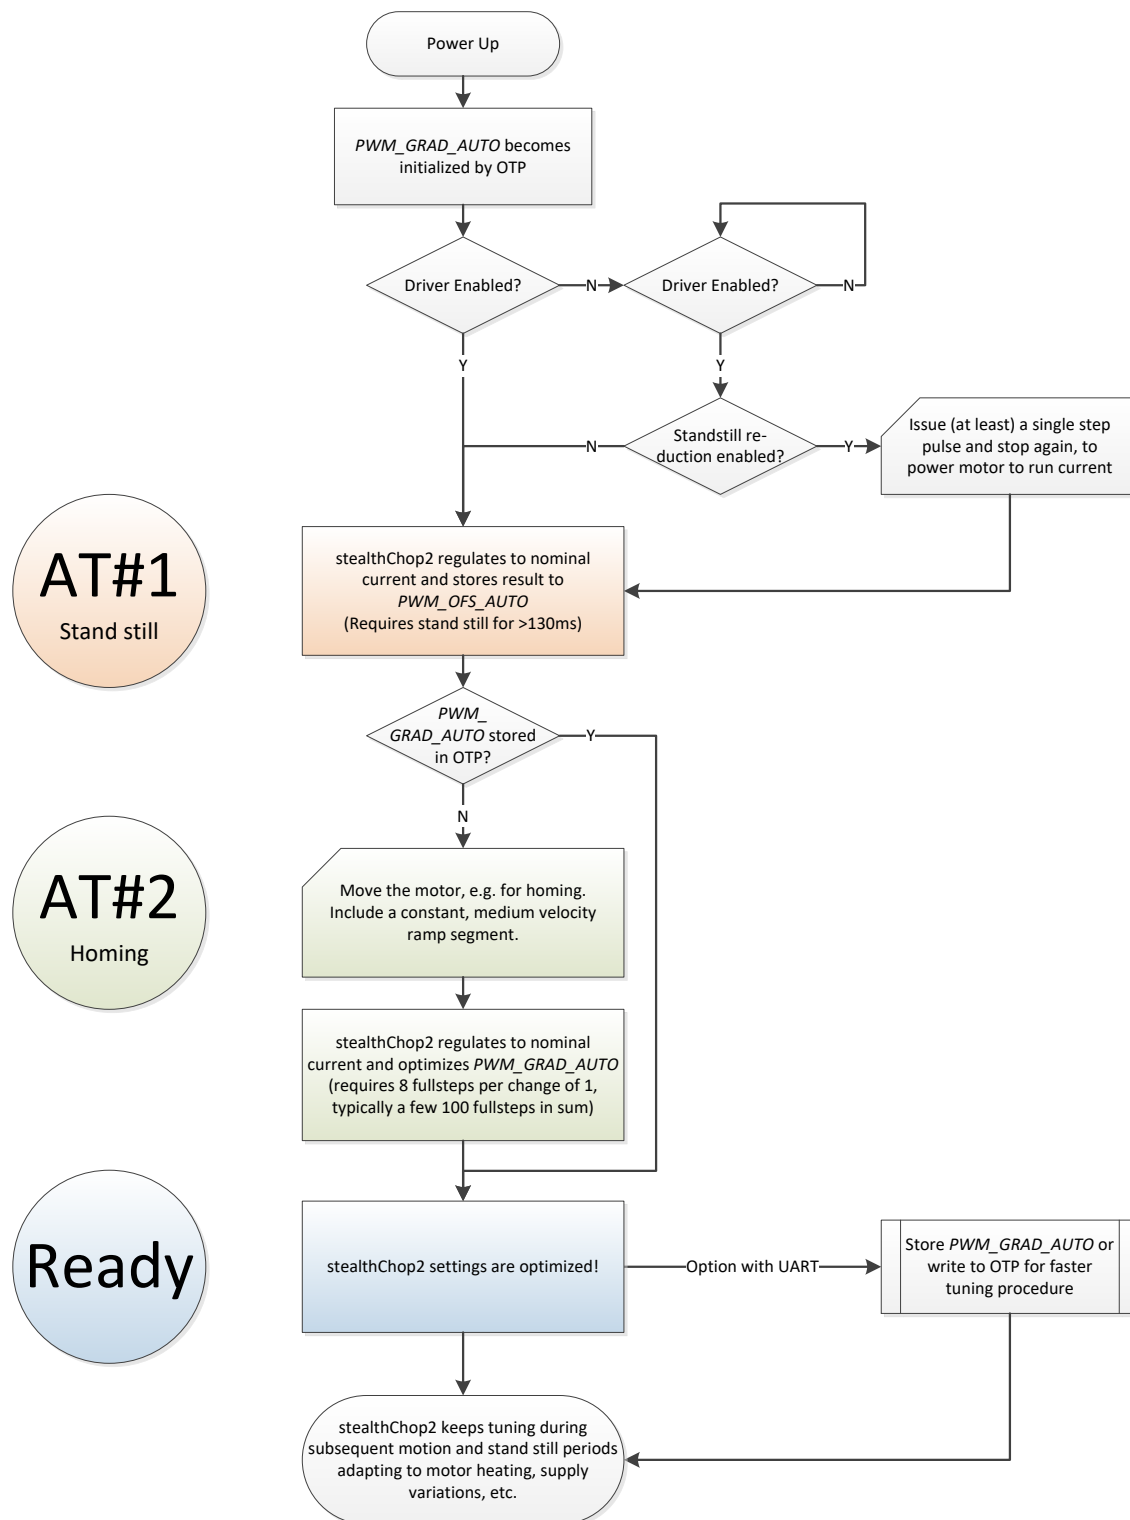 Power Up
PWM_GRAD_AUTO becomes
initialized by OTP
Driver Enabled?
N
Driver Enabled?
N
Y
Y
Standstill re-
duction enabled?
N
Y
Issue (at least) a single step
pulse and stop again, to
power motor to run current
AT#1
Stand still
stealthChop2 regulates to nominal
current and stores result to
PWM_OFS_AUTO
(Requires stand still for >130ms)
PWM_
GRAD_AUTO stored
in OTP?
Y
N
AT#2
Homing
Move the motor, e.g. for homing.
Include a constant, medium velocity
ramp segment.
stealthChop2 regulates to nominal
current and optimizes PWM_GRAD_AUTO
(requires 8 fullsteps per change of 1,
typically a few 100 fullsteps in sum)
Ready
stealthChop2 settings are optimized!
Option with UART
Store PWM_GRAD_AUTO or
write to OTP for faster
tuning procedure
stealthChop2 keeps tuning during
subsequent motion and stand still periods
adapting to motor heating, supply
variations, etc.